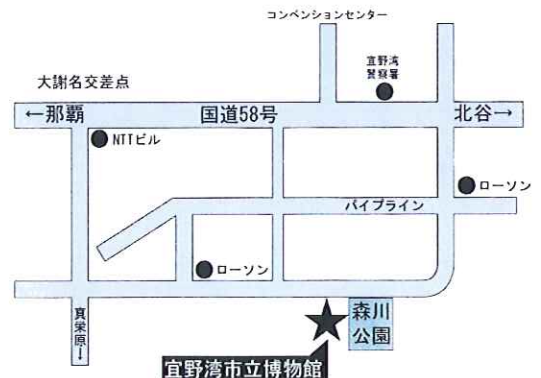 コンベンションセンター
宜野湾
警察署
大謝名交差点
←那覇
国道58号
北谷→
NTTビル
ローソン
パイプライン
ローソン
真栄原→
森川
公園
宜野湾市立博物館